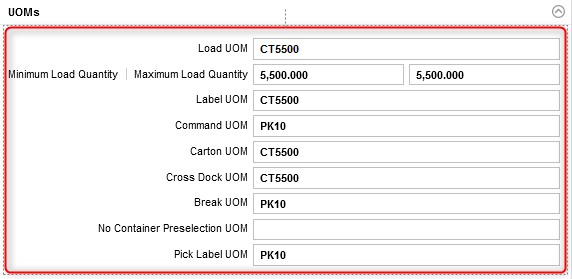 UOMs
Load UOM CT5500
Minimum Load Quantity Maximum Load Quantity 5,500.000 5,500.000
Label UOM CT5500
Command UOM PK10
Carton UOM CT5500
Cross Dock UOM CT5500
Break UOM PK10
No Container Preselection UOM
Pick Label UOM PK10